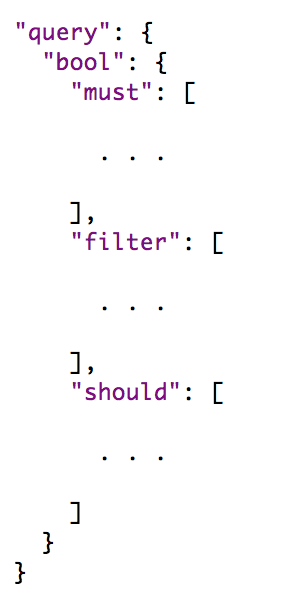 "query": {
  "bool": {
    "must": [
      . . .
    ],
    "filter": [
      . . .
    ],
    "should": [
      . . .
    ]
  }
}